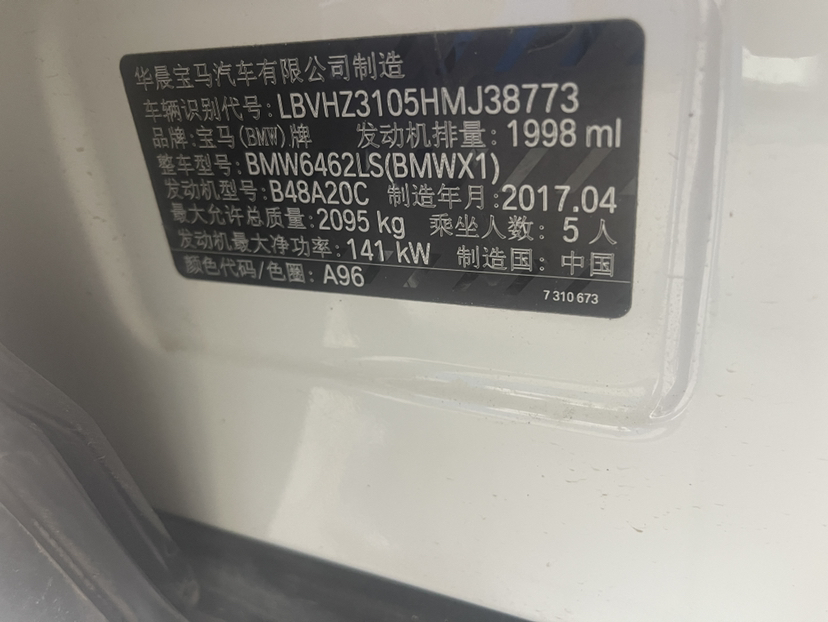 华晨宝马汽车有限公司制造
车辆识别代号:LBVHZ3105HMJ38773
品牌:宝马(BMW)牌 发动机排量:1998 ml
整车型号:BMW6462LS(BMWX1)
发动机型号:B48A20C 制造年月:2017.04
最大允许总质量:2095 kg 乘坐人数:5 人
发动机最大净功率:141 kW 制造国:中国
颜色代码/色圈:A96
7 310 673